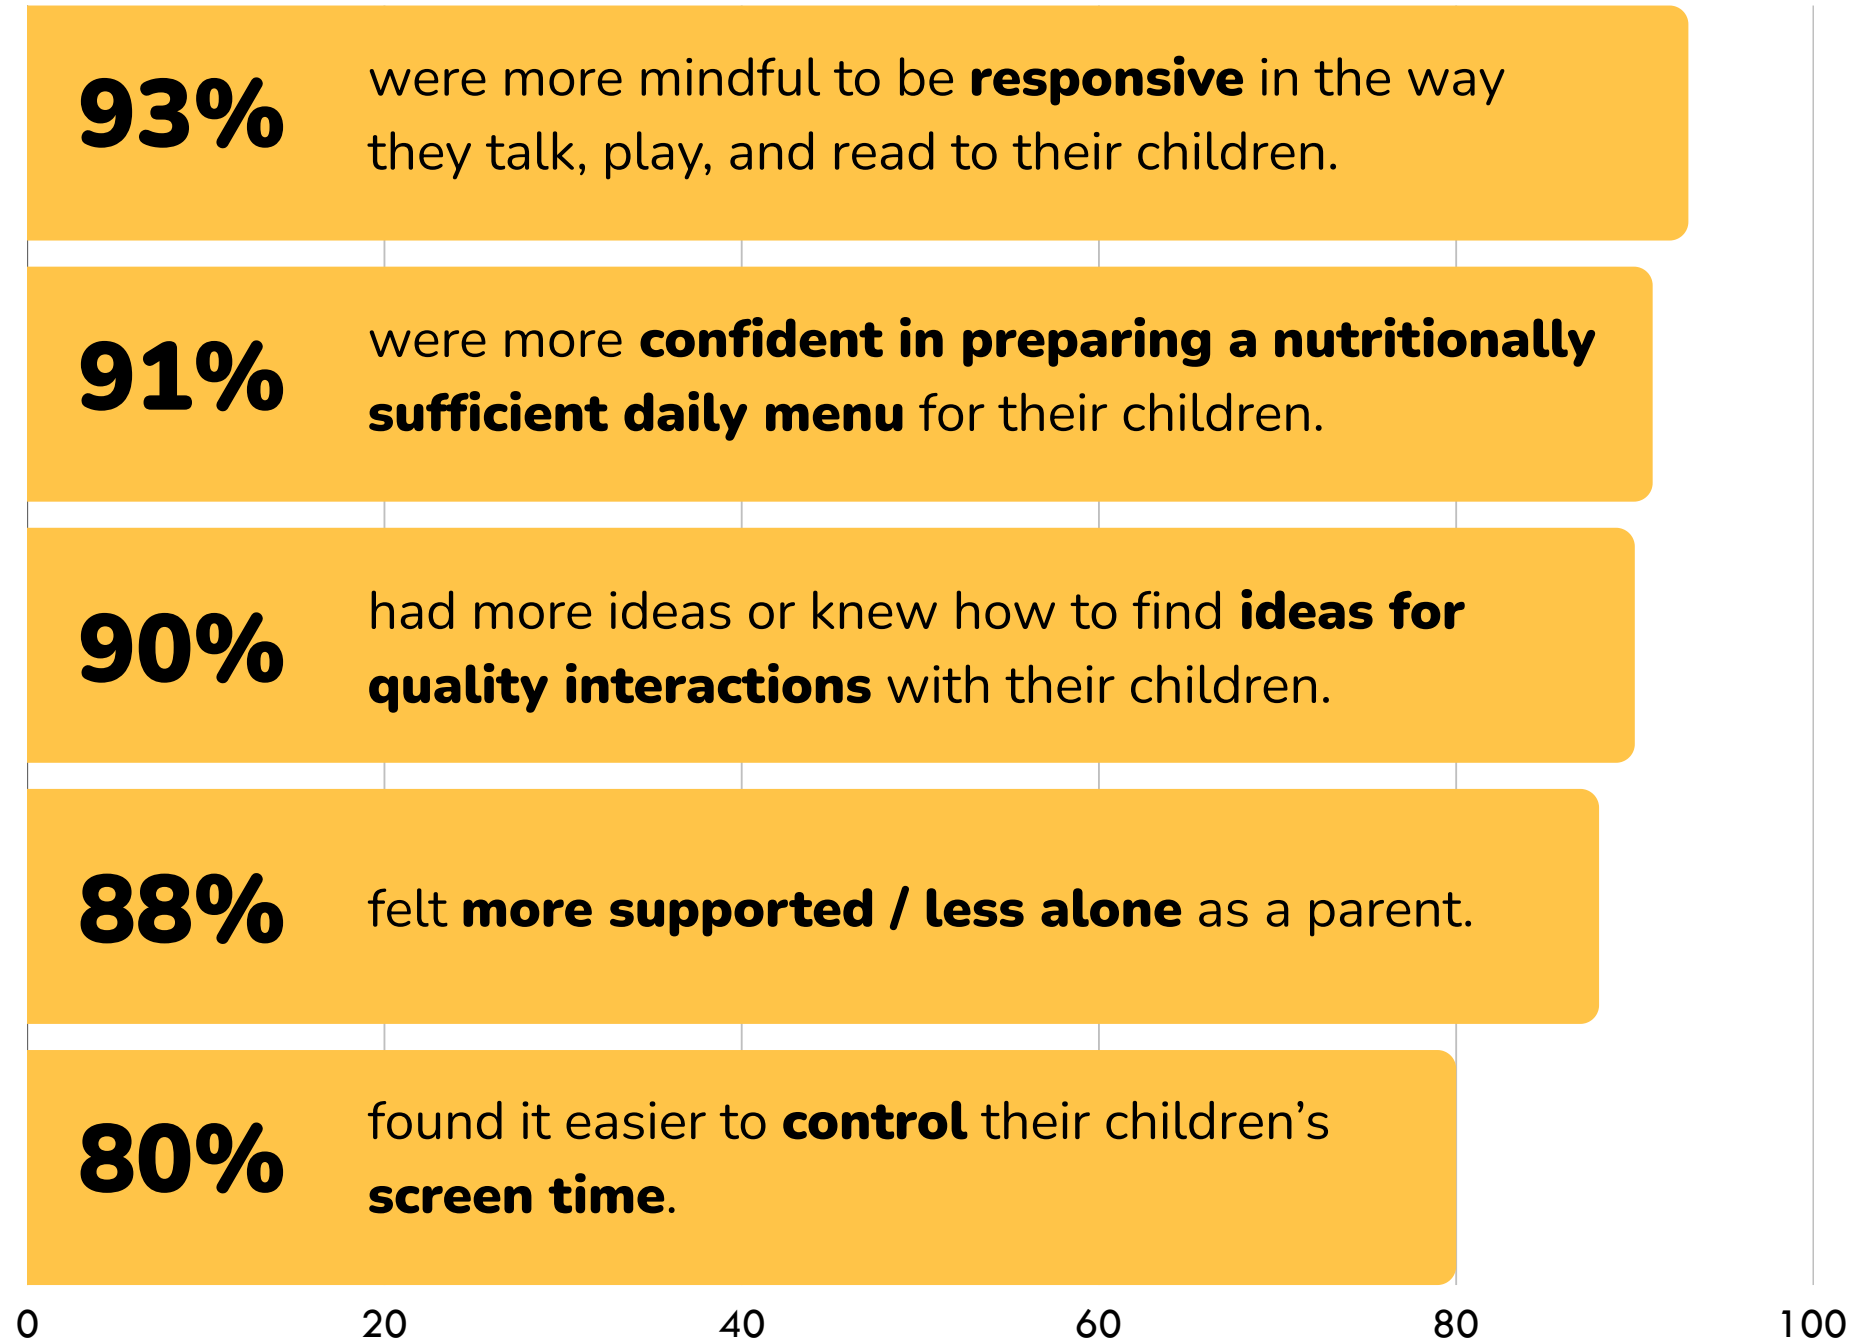 93%
were more mindful to be responsive in the way
they talk, play, and read to their children.
91%
were more confident in preparing a nutritionally
sufficient daily menu for their children.
90%
had more ideas or knew how to find ideas for
quality interactions with their children.
88%
felt more supported / less alone as a parent.
80%
found it easier to control their children’s
screen time.
0 20 40 60 80 100